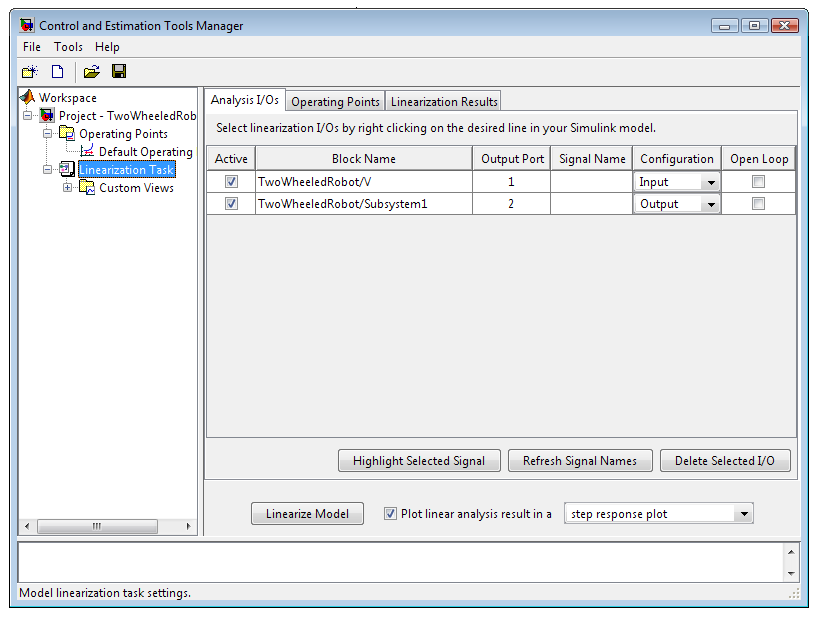 Control and Estimation Tools Manager
File Tools Help
Workspace
Project - TwoWheeledRob
Operating Points
Default Operating
Linearization Task
Custom Views
Analysis I/Os Operating Points Linearization Results
Select linearization I/Os by right clicking on the desired line in your Simulink model.
Active Block Name Output Port Signal Name Configuration Open Loop
TwoWheeledRobot/V 1 Input
TwoWheeledRobot/Subsystem1 2 Output
Highlight Selected Signal Refresh Signal Names Delete Selected I/O
Linearize Model Plot linear analysis result in a step response plot
Model linearization task settings.